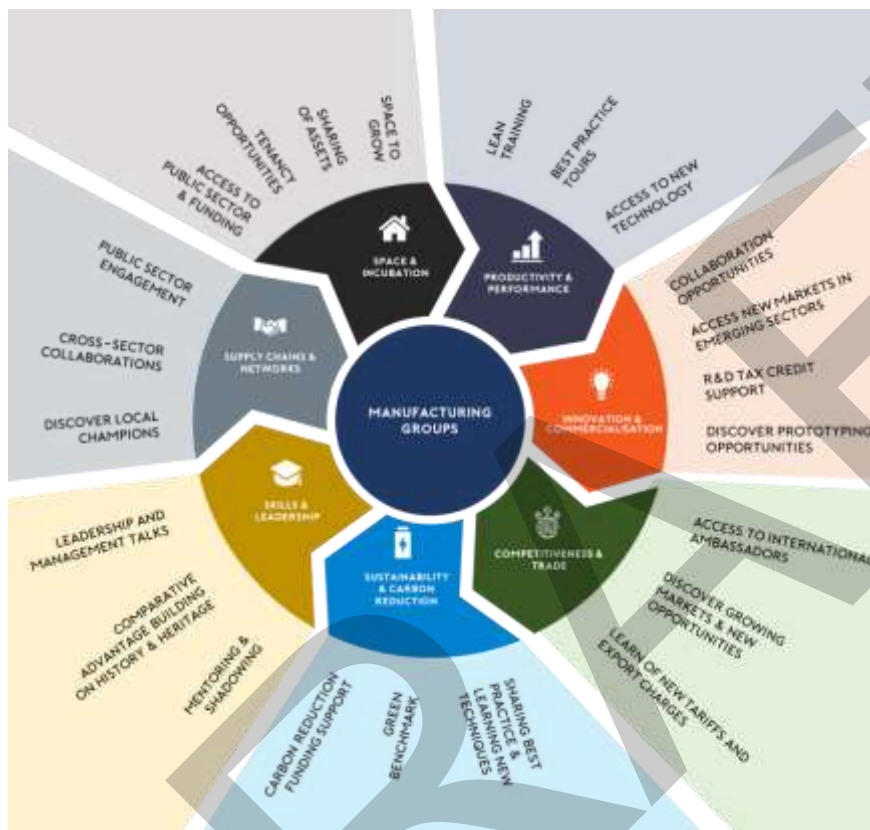 MANUFACTURING
GROUPS
SPACE &
INCUBATION
SPACE TO
GROW
SHARING
OF ASSETS
TENANCY
OPPORTUNITIES
ACCESS TO
PUBLIC SECTOR
& FUNDING
PRODUCTIVITY &
PERFORMANCE
LEAN
TRAINING
BEST PRACTICE
TOURS
ACCESS TO NEW
TECHNOLOGY
INNOVATION &
COMMERCIALISATION
COLLABORATION
OPPORTUNITIES
ACCESS NEW MARKETS IN
EMERGING SECTORS
R&D TAX CREDIT
SUPPORT
DISCOVER PROTOTYPING
OPPORTUNITIES
COMPETITIVENESS &
TRADE
ACCESS TO INTERNATIONAL
AMBASSADORS
DISCOVER GROWING
MARKETS & NEW
OPPORTUNITIES
LEARN OF NEW TARIFFS AND
EXPORT CHARGES
SUSTAINABILITY
& CARBON
REDUCTION
SHARING BEST
PRACTICE &
LEARNING NEW
TECHNIQUES
GREEN
BENCHMARK
CARBON REDUCTION
FUNDING SUPPORT
SKILLS &
LEADERSHIP
MENTORING &
SHADOWING
COMPARATIVE
ADVANTAGE BUILDING
ON HISTORY & HERITAGE
LEADERSHIP AND
MANAGEMENT TALKS
SUPPLY CHAINS &
NETWORKS
DISCOVER LOCAL
CHAMPIONS
CROSS-SECTOR
COLLABORATIONS
PUBLIC SECTOR
ENGAGEMENT